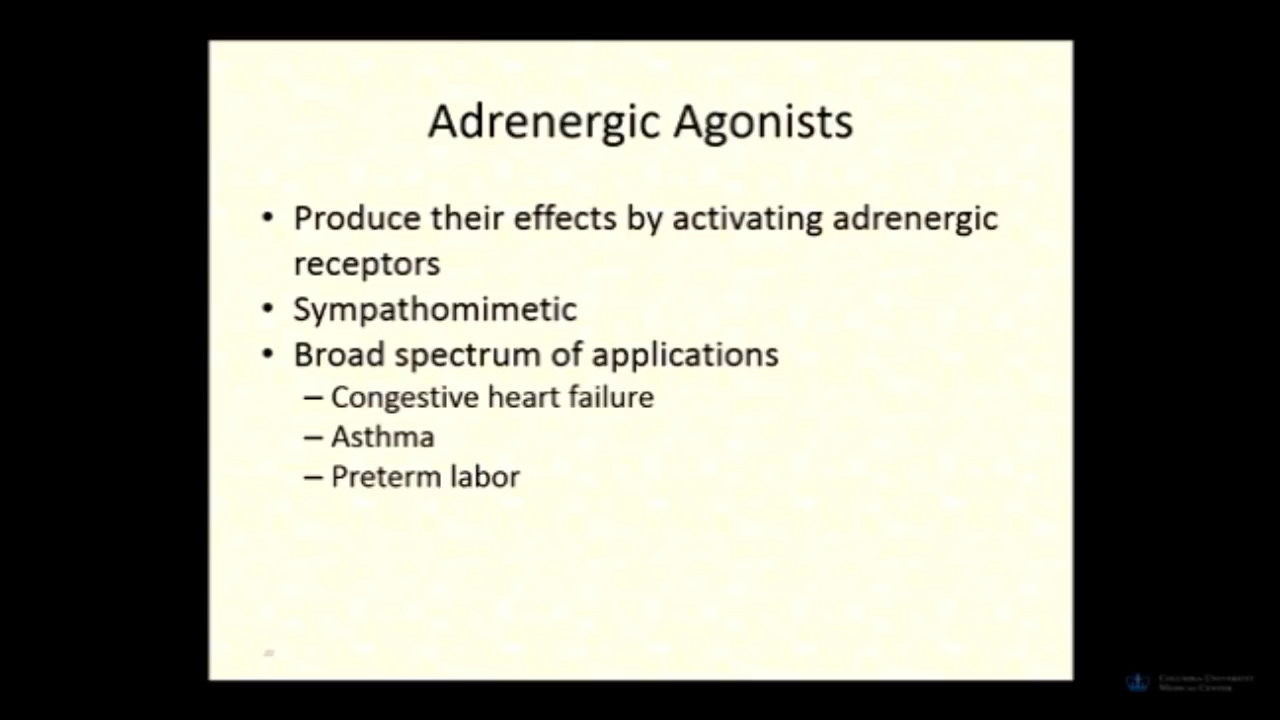 Adrenergic Agonists
• Produce their effects by activating adrenergic
receptors
• Sympathomimetic
• Broad spectrum of applications
– Congestive heart failure
– Asthma
– Preterm labor
COLUMBIA UNIVERSITY
MEDICAL CENTER